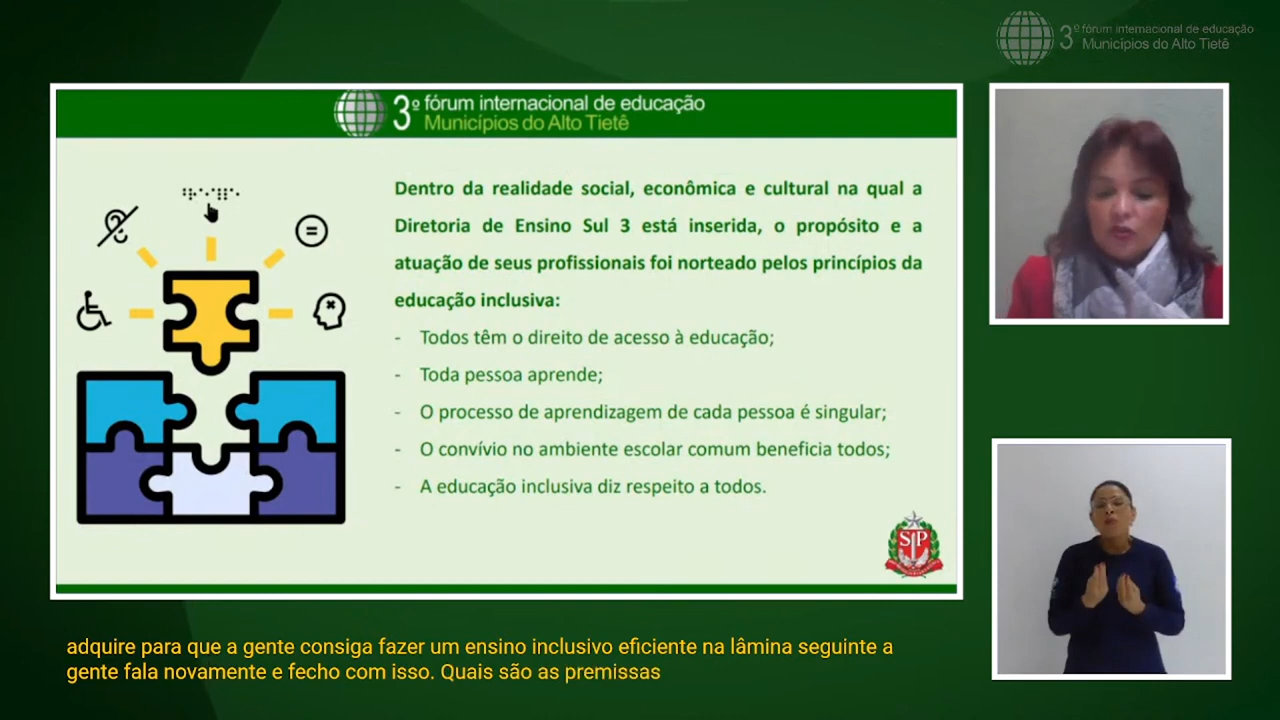 3º fórum internacional de educação
Municípios do Alto Tietê
3º fórum internacional de educação
Municípios do Alto Tietê
Dentro da realidade social, econômica e cultural na qual a
Diretoria de Ensino Sul 3 está inserida, o propósito e a
atuação de seus profissionais foi norteado pelos princípios da
educação inclusiva:
- Todos têm o direito de acesso à educação;
- Toda pessoa aprende;
- O processo de aprendizagem de cada pessoa é singular;
- O convívio no ambiente escolar comum beneficia todos;
- A educação inclusiva diz respeito a todos.
SP
adquire para que a gente consiga fazer um ensino inclusivo eficiente na lâmina seguinte a
gente fala novamente e fecho com isso. Quais são as premissas